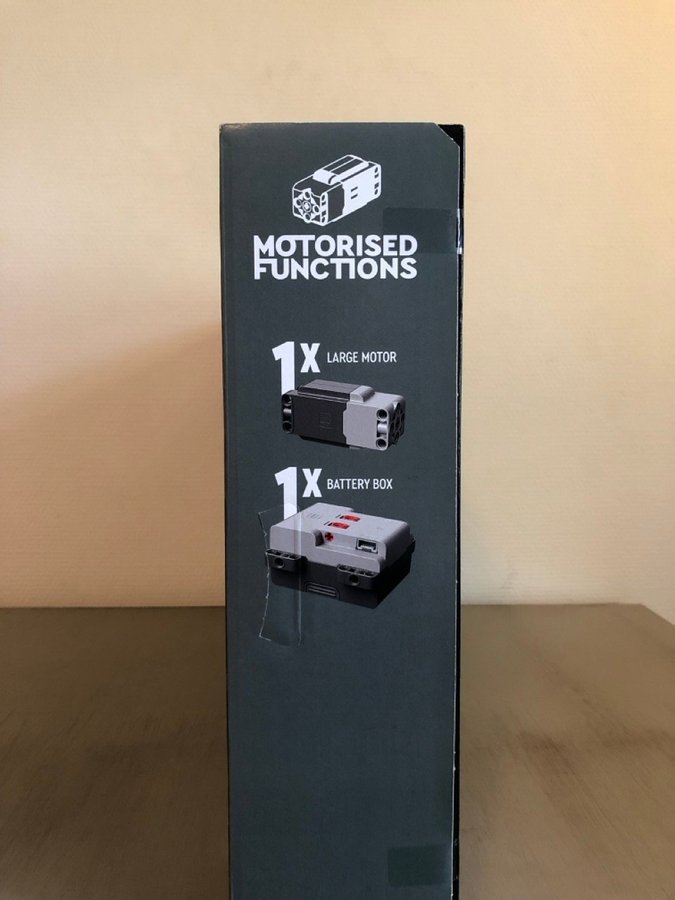 MOTORISED
FUNCTIONS
1X LARGE MOTOR
1X BATTERY BOX